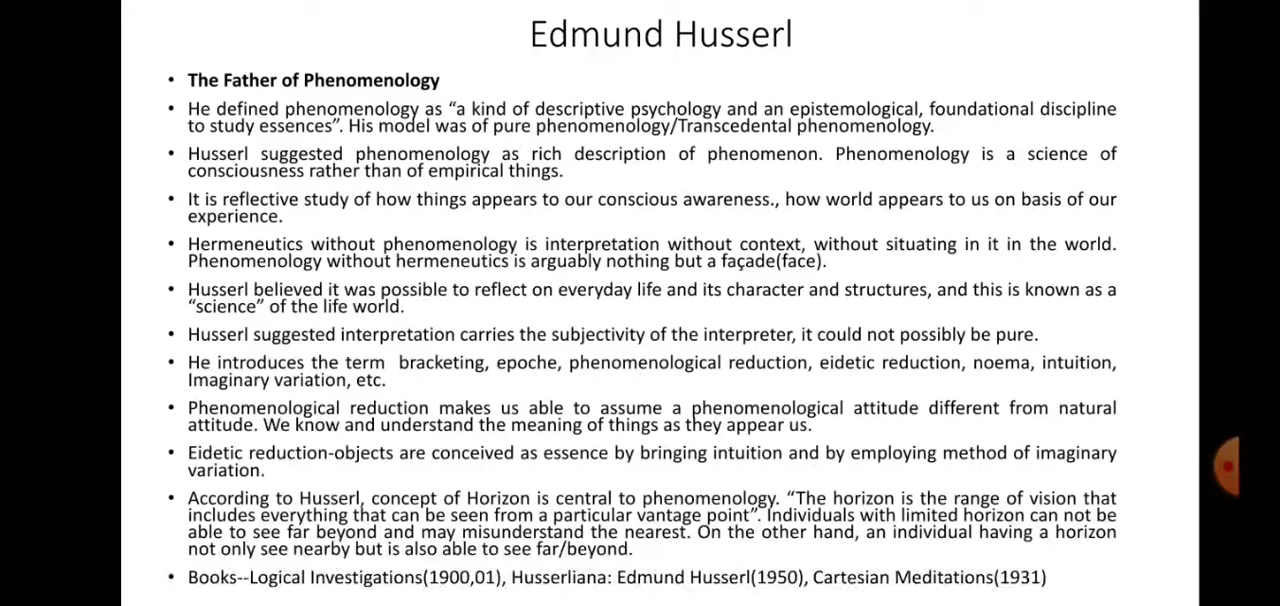 Edmund Husserl
• The Father of Phenomenology
• He defined phenomenology as “a kind of descriptive psychology and an epistemological, foundational discipline
to study essences”. His model was of pure phenomenology/Transcedental phenomenology.
• Husserl suggested phenomenology as rich description of phenomenon. Phenomenology is a science of
consciousness rather than of empirical things.
• It is reflective study of how things appears to our conscious awareness., how world appears to us on basis of our
experience.
• Hermeneutics without phenomenology is interpretation without context, without situating in it in the world.
Phenomenology without hermeneutics is arguably nothing but a façade(face).
• Husserl believed it was possible to reflect on everyday life and its character and structures, and this is known as a
“science” of the life world.
• Husserl suggested interpretation carries the subjectivity of the interpreter, it could not possibly be pure.
• He introduces the term bracketing, epoche, phenomenological reduction, eidetic reduction, noema, intuition,
Imaginary variation, etc.
• Phenomenological reduction makes us able to assume a phenomenological attitude different from natural
attitude. We know and understand the meaning of things as they appear us.
• Eidetic reduction-objects are conceived as essence by bringing intuition and by employing method of imaginary
variation.
• According to Husserl, concept of Horizon is central to phenomenology. “The horizon is the range of vision that
includes everything that can be seen from a particular vantage point”. Individuals with limited horizon can not be
able to see far beyond and may misunderstand the nearest. On the other hand, an individual having a horizon
not only see nearby but is also able to see far/beyond.
• Books--Logical Investigations(1900,01), Husserliana: Edmund Husserl(1950), Cartesian Meditations(1931)